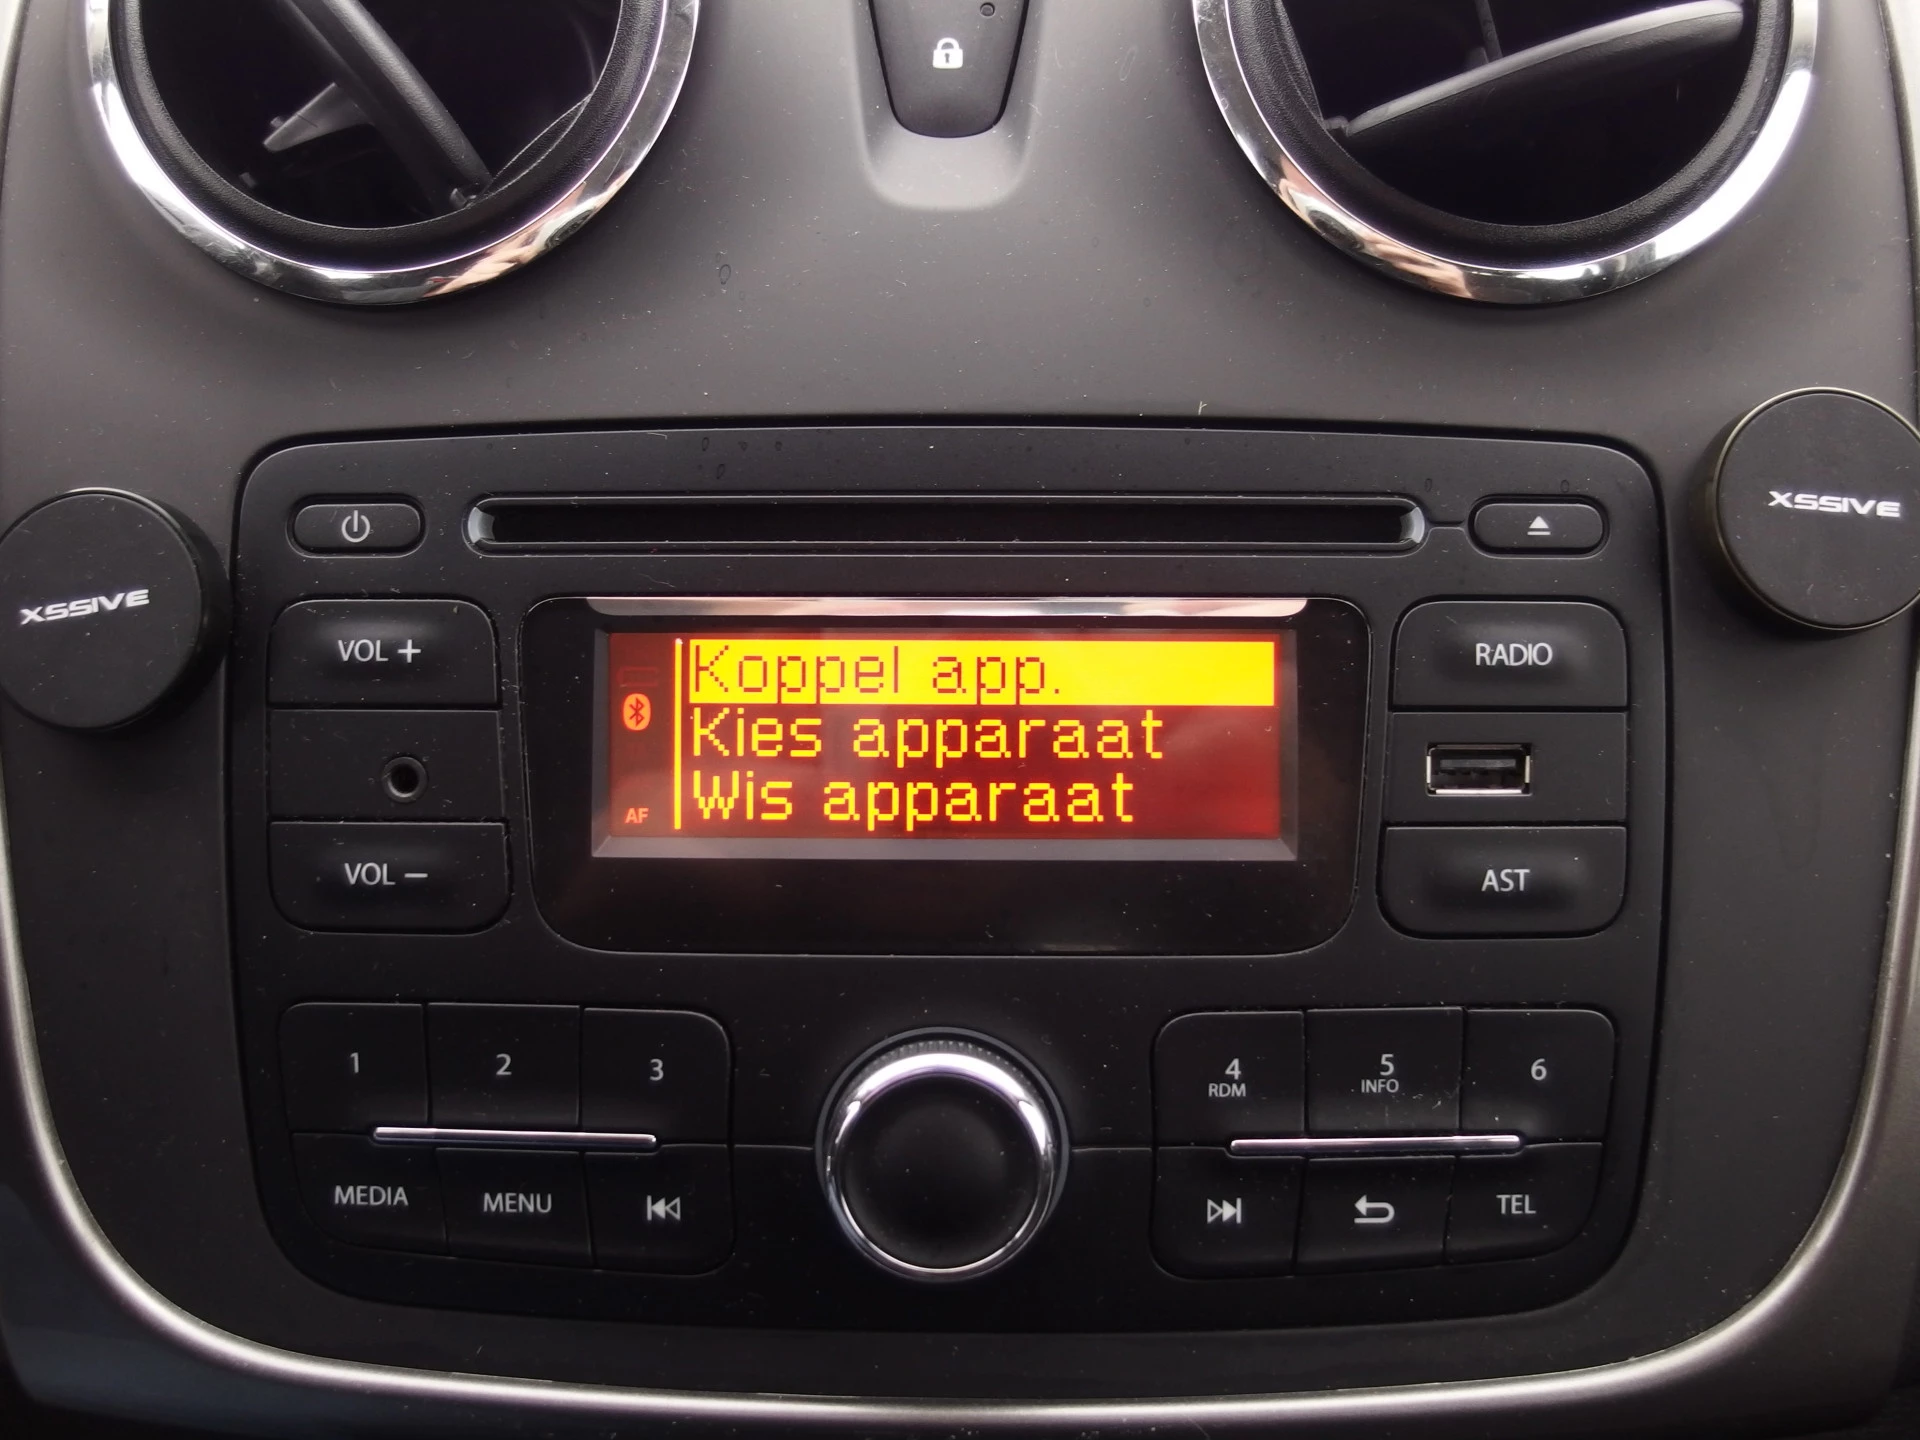 XSSIVE
XSSIVE
VOL +
Koppel app.
RADIO
Kies apparaat
Wis apparaat
AF
VOL –
AST
1
2
3
4
RDM
5
INFO
6
MEDIA
MENU
TEL